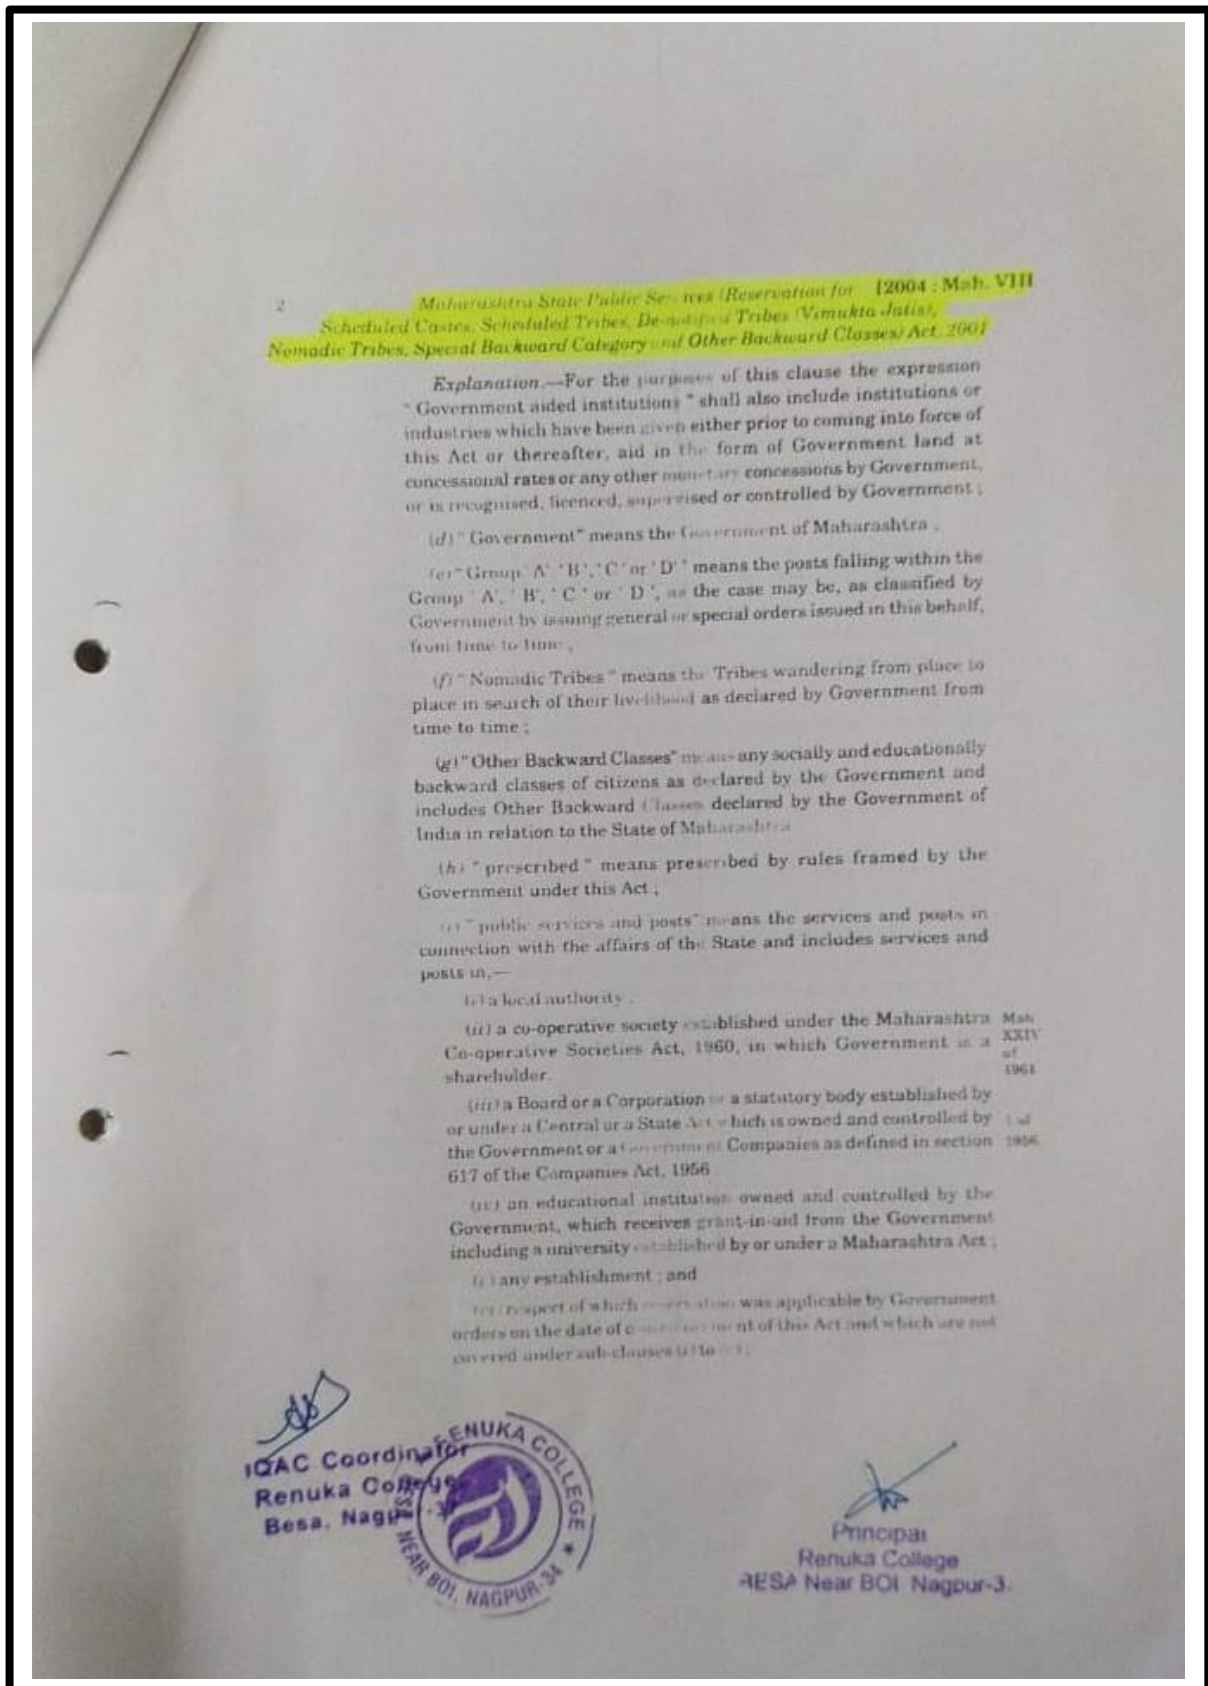 2 Maharashtra State Public Services (Reservation for [2004 : Mah. VIII
Scheduled Castes, Scheduled Tribes, De-notified Tribes (Vimukta Jatis),
Nomadic Tribes, Special Backward Category and Other Backward Classes) Act, 2001
Explanation.—For the purposes of this clause the expression
" Government aided institutions " shall also include institutions or
industries which have been given either prior to coming into force of
this Act or thereafter, aid in the form of Government land at
concessional rates or any other monetary concessions by Government,
or is recognised, licenced, supervised or controlled by Government ;
(d) " Government" means the Government of Maharashtra ;
(e) " Group ' A', ' B', ' C ' or ' D' " means the posts falling within the
Group ' A', ' B', ' C ' or ' D ', as the case may be, as classified by
Government by issuing general or special orders issued in this behalf,
from time to time ;
(f) " Nomadic Tribes " means the Tribes wandering from place to
place in search of their livelihood as declared by Government from
time to time ;
(g) " Other Backward Classes" means any socially and educationally
backward classes of citizens as declared by the Government and
includes Other Backward Classes declared by the Government of
India in relation to the State of Maharashtra
(h) " prescribed " means prescribed by rules framed by the
Government under this Act ;
" public services and posts" means the services and posts in
connection with the affairs of the State and includes services and
posts in,—
(i) a local authority ;
(ii) a co-operative society established under the Maharashtra Mah.
Co-operative Societies Act, 1960, in which Government is a XXIV
shareholder. of
1961
(iii) a Board or a Corporation or a statutory body established by
or under a Central or a State Act which is owned and controlled by 1 of
the Government or a Government Companies as defined in section 1956
617 of the Companies Act, 1956
(iv) an educational institution owned and controlled by the
Government, which receives grant-in-aid from the Government
including a university established by or under a Maharashtra Act ;
(v) any establishment ; and
respect of which reservation was applicable by Government
orders on the date of commencement of this Act and which are not
covered under sub-clauses (i) to
IQAC Coordinator
Renuka College
Besa, Nagpur
RENUKA COLLEGE ★
BESA NEAR BOI, NAGPUR-34
Principal
Renuka College
BESA Near BOI Nagpur-3